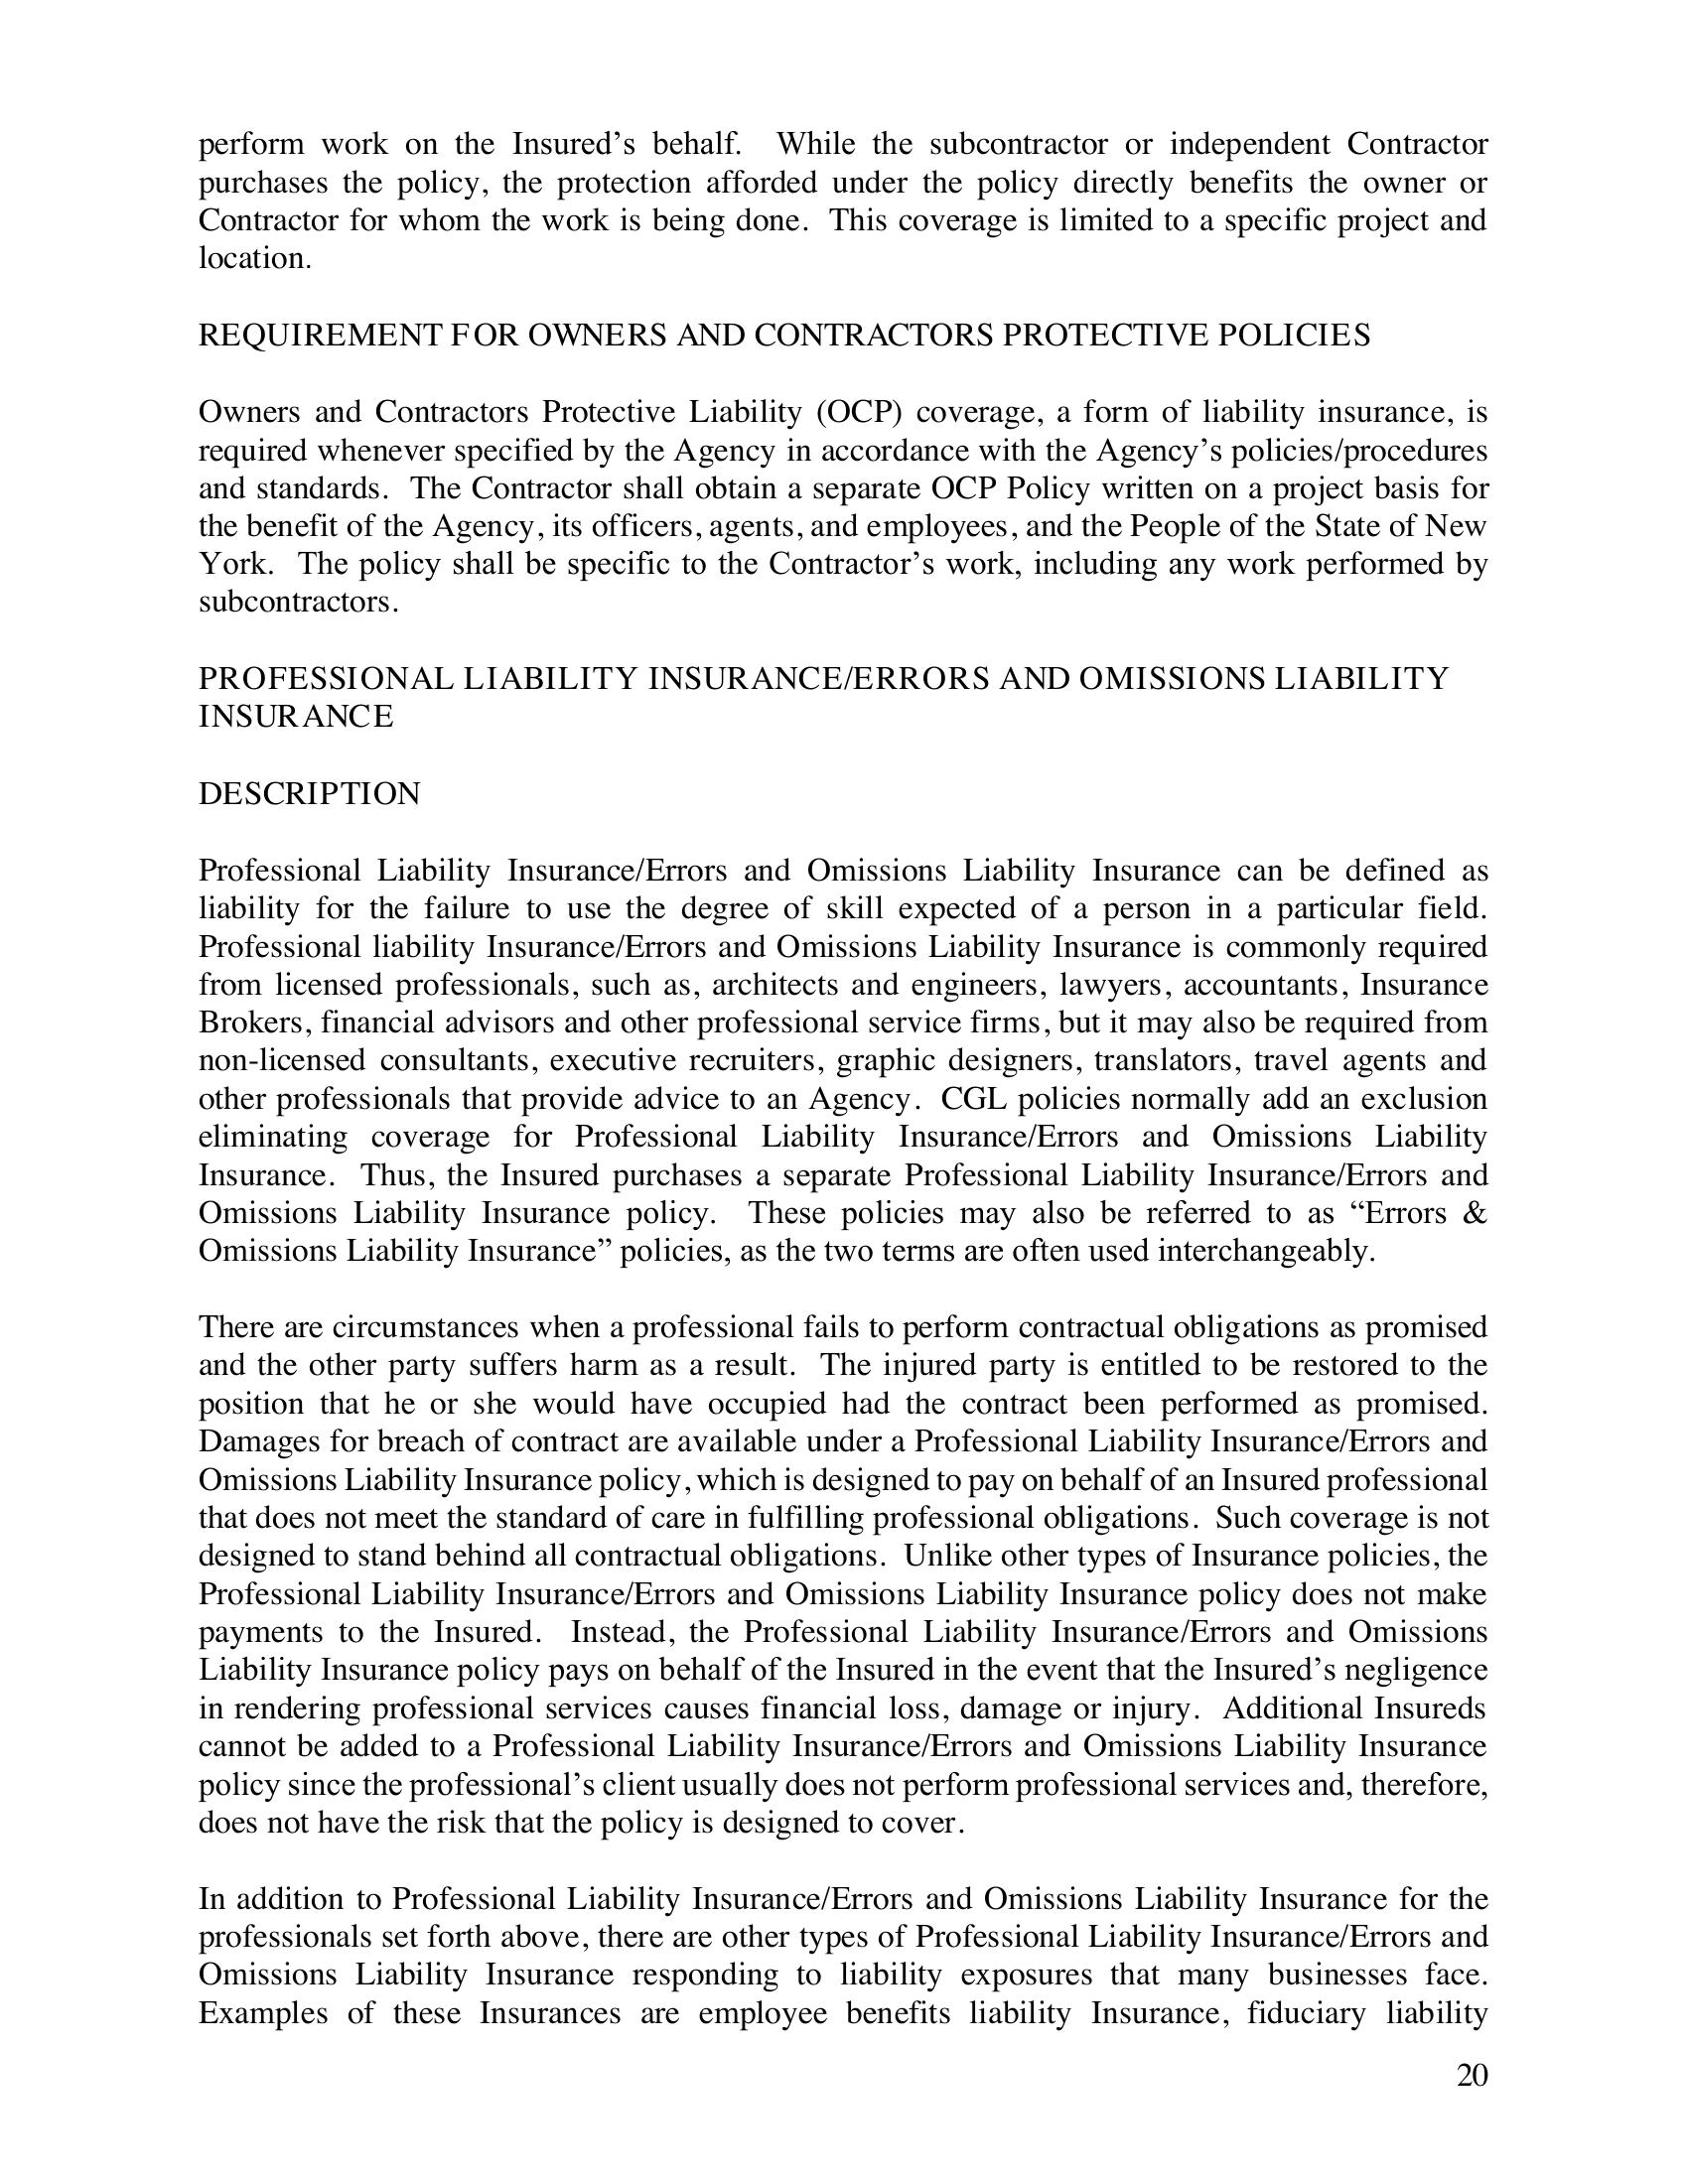 perform work on the Insured’s behalf.  While the subcontractor or independent Contractor
purchases the policy, the protection afforded under the policy directly benefits the owner or
Contractor for whom the work is being done.  This coverage is limited to a specific project and
location.
REQUIREMENT FOR OWNERS AND CONTRACTORS PROTECTIVE POLICIES
Owners and Contractors Protective Liability (OCP) coverage, a form of liability insurance, is
required whenever specified by the Agency in accordance with the Agency’s policies/procedures
and standards.  The Contractor shall obtain a separate OCP Policy written on a project basis for
the benefit of the Agency, its officers, agents, and employees, and the People of the State of New
York.  The policy shall be specific to the Contractor’s work, including any work performed by
subcontractors.
PROFESSIONAL LIABILITY INSURANCE/ERRORS AND OMISSIONS LIABILITY
INSURANCE
DESCRIPTION
Professional Liability Insurance/Errors and Omissions Liability Insurance can be defined as
liability for the failure to use the degree of skill expected of a person in a particular field.
Professional liability Insurance/Errors and Omissions Liability Insurance is commonly required
from licensed professionals, such as, architects and engineers, lawyers, accountants, Insurance
Brokers, financial advisors and other professional service firms, but it may also be required from
non-licensed consultants, executive recruiters, graphic designers, translators, travel agents and
other professionals that provide advice to an Agency.  CGL policies normally add an exclusion
eliminating coverage for Professional Liability Insurance/Errors and Omissions Liability
Insurance.  Thus, the Insured purchases a separate Professional Liability Insurance/Errors and
Omissions Liability Insurance policy.  These policies may also be referred to as “Errors &
Omissions Liability Insurance” policies, as the two terms are often used interchangeably.
There are circumstances when a professional fails to perform contractual obligations as promised
and the other party suffers harm as a result.  The injured party is entitled to be restored to the
position that he or she would have occupied had the contract been performed as promised.
Damages for breach of contract are available under a Professional Liability Insurance/Errors and
Omissions Liability Insurance policy, which is designed to pay on behalf of an Insured professional
that does not meet the standard of care in fulfilling professional obligations.  Such coverage is not
designed to stand behind all contractual obligations.  Unlike other types of Insurance policies, the
Professional Liability Insurance/Errors and Omissions Liability Insurance policy does not make
payments to the Insured.  Instead, the Professional Liability Insurance/Errors and Omissions
Liability Insurance policy pays on behalf of the Insured in the event that the Insured’s negligence
in rendering professional services causes financial loss, damage or injury.  Additional Insureds
cannot be added to a Professional Liability Insurance/Errors and Omissions Liability Insurance
policy since the professional’s client usually does not perform professional services and, therefore,
does not have the risk that the policy is designed to cover.
In addition to Professional Liability Insurance/Errors and Omissions Liability Insurance for the
professionals set forth above, there are other types of Professional Liability Insurance/Errors and
Omissions Liability Insurance responding to liability exposures that many businesses face.
Examples of these Insurances are employee benefits liability Insurance, fiduciary liability
20